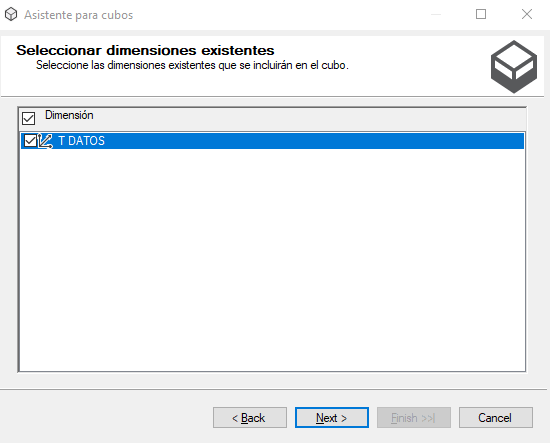 Asistente para cubos
Seleccionar dimensiones existentes
Seleccione las dimensiones existentes que se incluirán en el cubo.
Dimensión
T DATOS
< Back
Next >
Finish >>|
Cancel